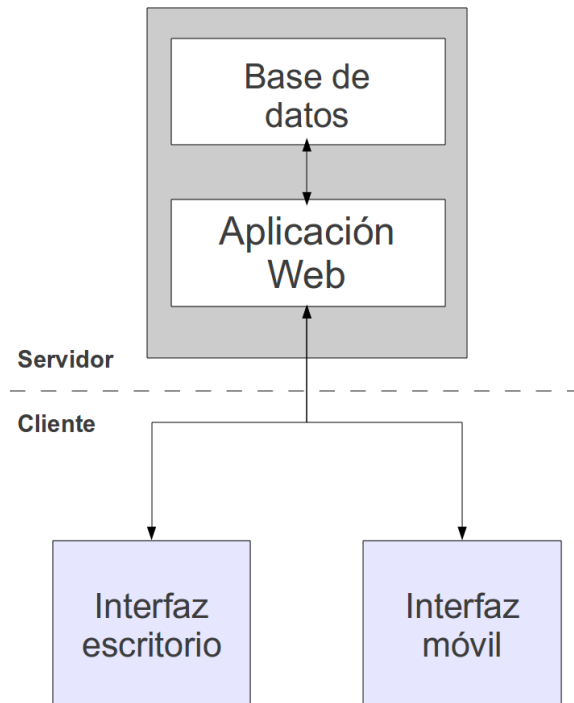 Base de
datos
Aplicación
Web
Servidor
Cliente
Interfaz
escritorio
Interfaz
móvil